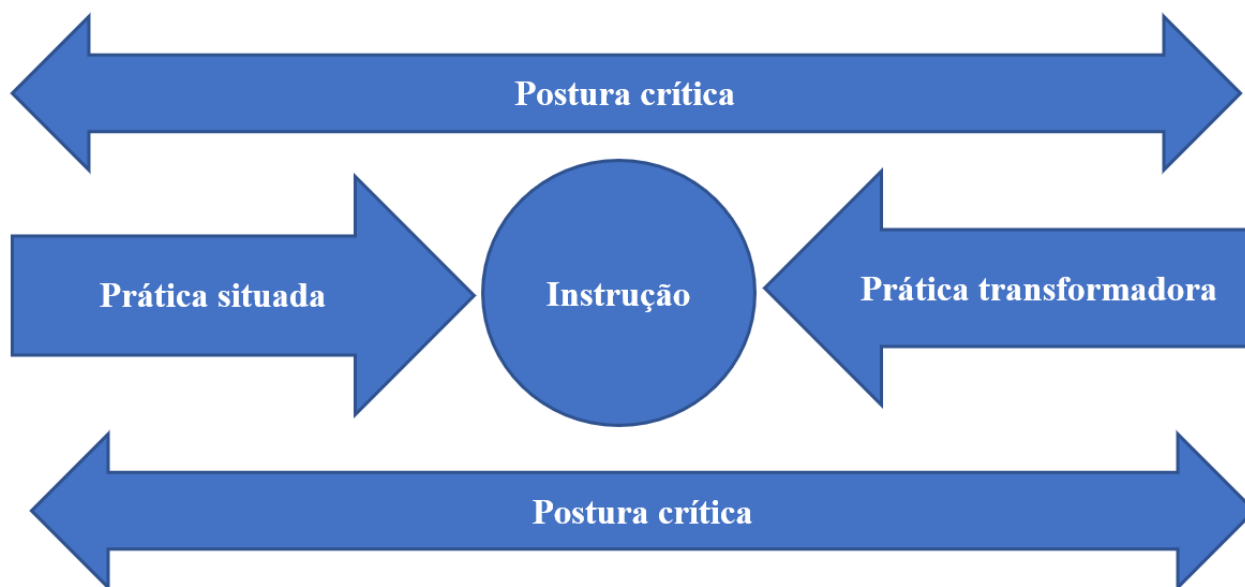 Postura crítica
Prática situada
Instrução
Prática transformadora
Postura crítica